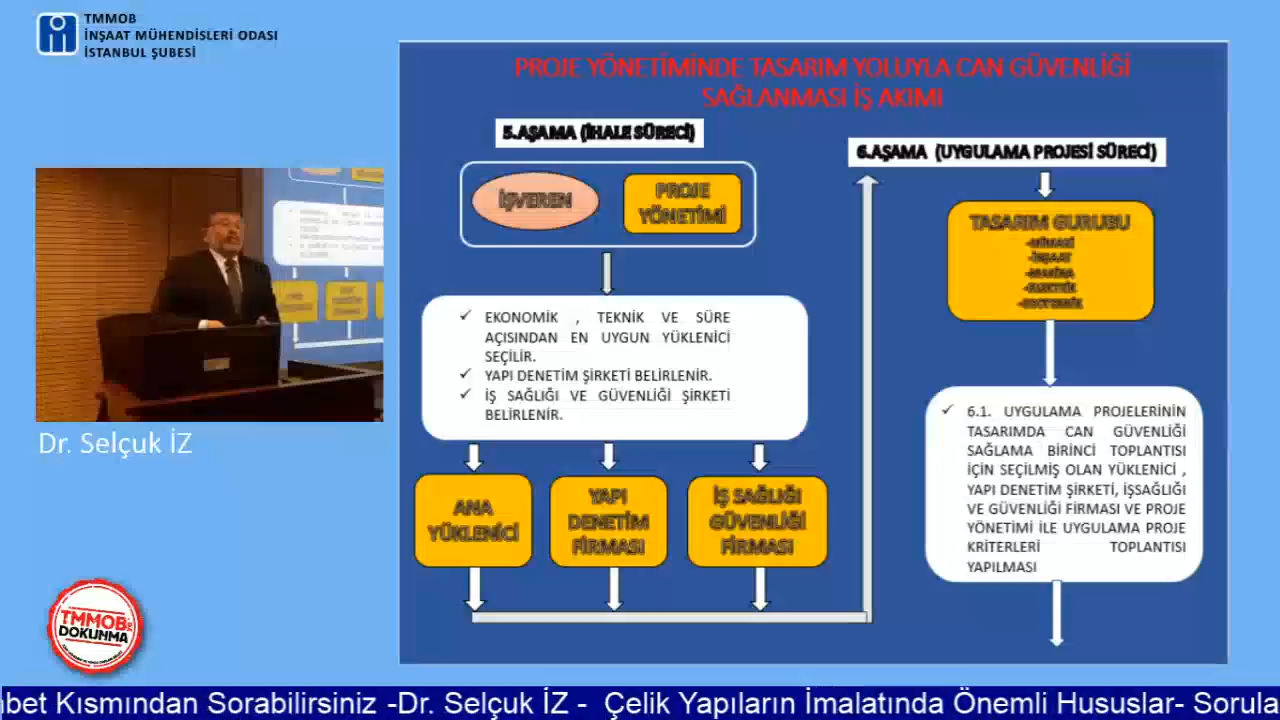 TMMOB
İNŞAAT MÜHENDİSLERİ ODASI
İSTANBUL ŞUBESİ
PROJE YÖNETİMİNDE TASARIM YOLUYLA CAN GÜVENLİĞİ
SAĞLANMASI İŞ AKIMI
5.AŞAMA (İHALE SÜRECİ)
İŞVEREN
PROJE
YÖNETİMİ
✓ EKONOMİK , TEKNİK VE SÜRE
AÇISINDAN EN UYGUN YÜKLENİCİ
SEÇİLİR.
✓ YAPI DENETİM ŞİRKETİ BELİRLENİR.
✓ İŞ SAĞLIĞI VE GÜVENLİĞİ ŞİRKETİ
BELİRLENİR.
ANA
YÜKLENİCİ
YAPI
DENETİM
FİRMASI
İŞ SAĞLIĞI
GÜVENLİĞİ
FİRMASI
6.AŞAMA (UYGULAMA PROJESİ SÜRECİ)
TASARIM GURUBU
-MİMARİ
-İNŞAAT
-MAKİNA
✓ 6.1. UYGULAMA PROJELERİNİN
TASARIMDA CAN GÜVENLİĞİ
SAĞLAMA BİRİNCİ TOPLANTISI
İÇİN SEÇİLMİŞ OLAN YÜKLENİCİ ,
YAPI DENETİM ŞİRKETİ, İŞSAĞLIĞI
VE GÜVENLİĞİ FİRMASI VE PROJE
YÖNETİMİ İLE UYGULAMA PROJE
KRİTERLERİ TOPLANTISI
YAPILMASI
Dr. Selçuk İZ
TMMOB
DOKUNMA
bet Kısmından Sorabilirsiniz -Dr. Selçuk İZ - Çelik Yapıların İmalatında Önemli Hususlar- Sorula